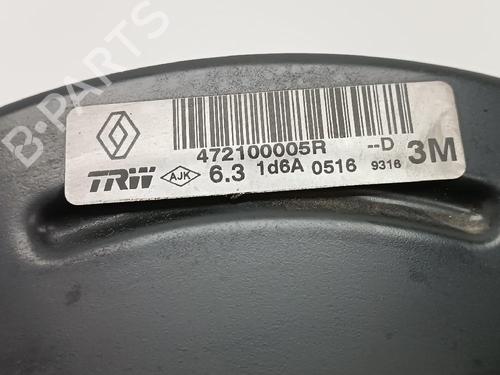 472100005R --D 3M
TRW AJK 6.3 1d6A 0516 9316
B-PARTS